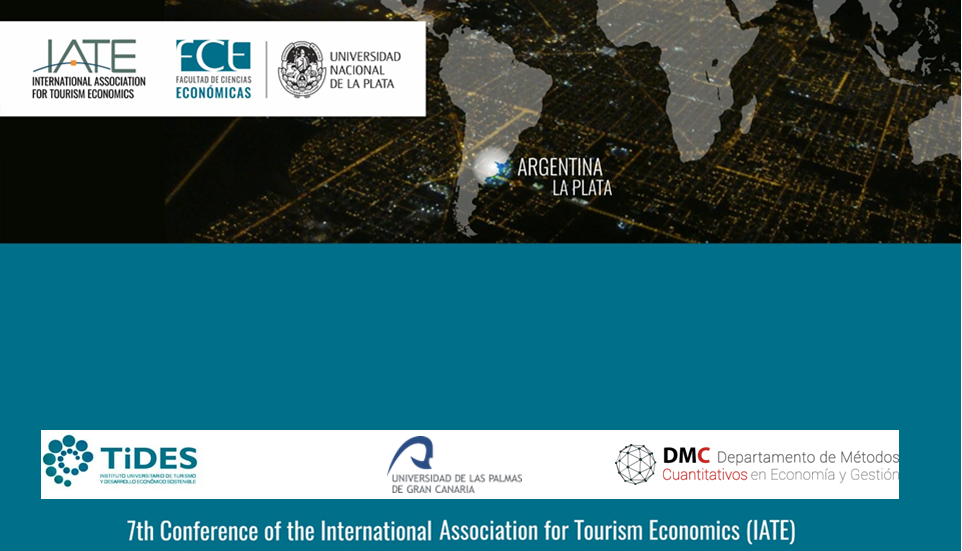 IATE
INTERNATIONAL ASSOCIATION
FOR TOURISM ECONOMICS
FCE
FACULTAD DE CIENCIAS
ECONÓMICAS
UNIVERSIDAD
NACIONAL
DE LA PLATA
ARGENTINA
LA PLATA
TiDES
INSTITUTO UNIVERSITARIO DE TURISMO
Y DESARROLLO ECONÓMICO SOSTENIBLE
UNIVERSIDAD DE LAS PALMAS
DE GRAN CANARIA
DMC Departamento de Métodos
Cuantitativos en Economía y Gestión
7th Conference of the International Association for Tourism Economics (IATE)